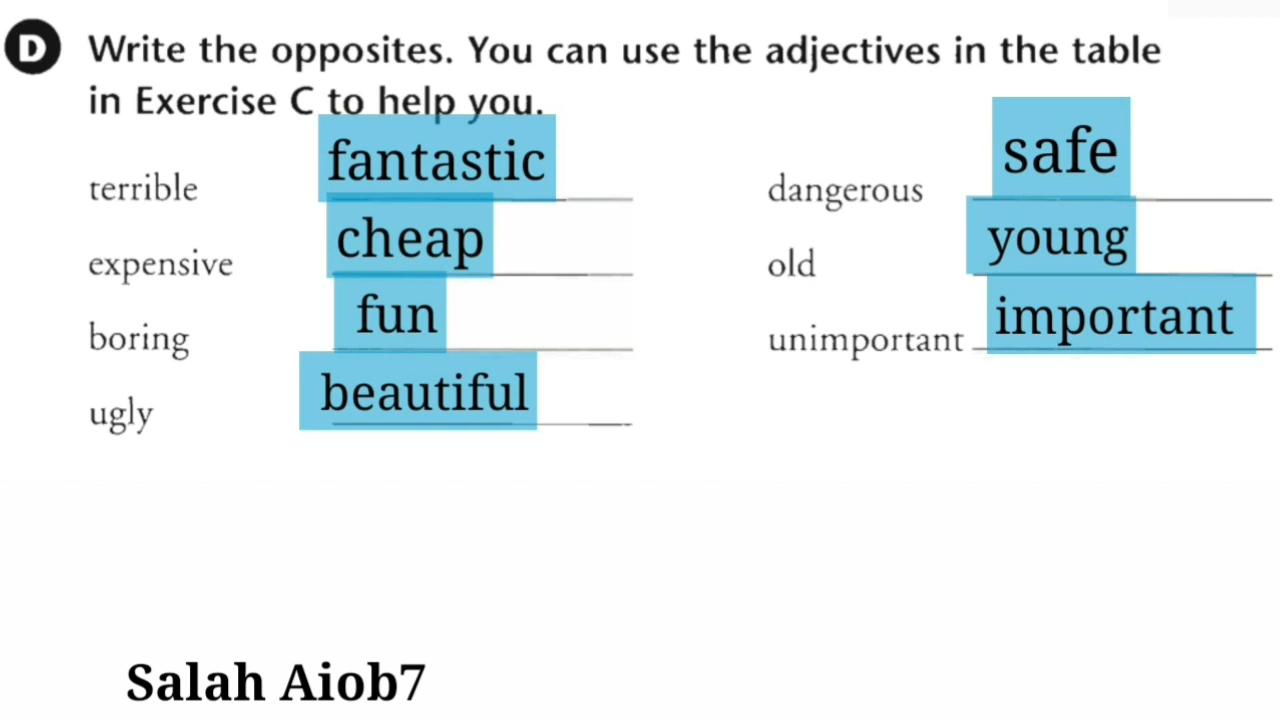 D Write the opposites. You can use the adjectives in the table
in Exercise C to help you.
terrible fantastic
expensive cheap
boring fun
ugly beautiful
dangerous safe
old young
unimportant important
Salah Aiob7